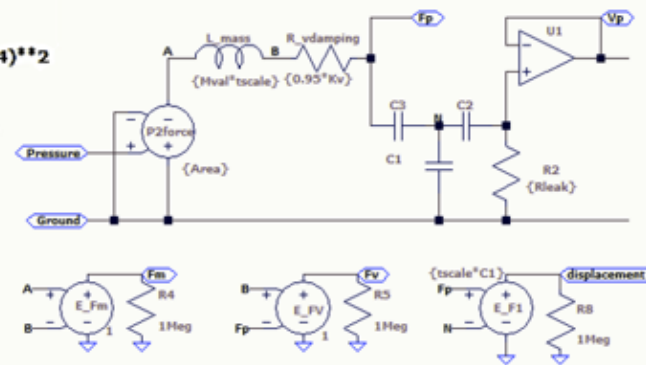 4)**2
Fp
Vp
L_mass
R_vdamping
U1
A
B
{Mval*tscale}
{0.95*Kv}
C3
N
C2
P2force
Pressure
C1
R2
{Area}
{Rleak}
Ground
Fm
Fv
{tscale*C1}
displacement
A
R4
B
R5
Fp
E_Fm
E_FV
E_F1
R8
B
1
1Meg
Fp
1
1Meg
N
1Meg